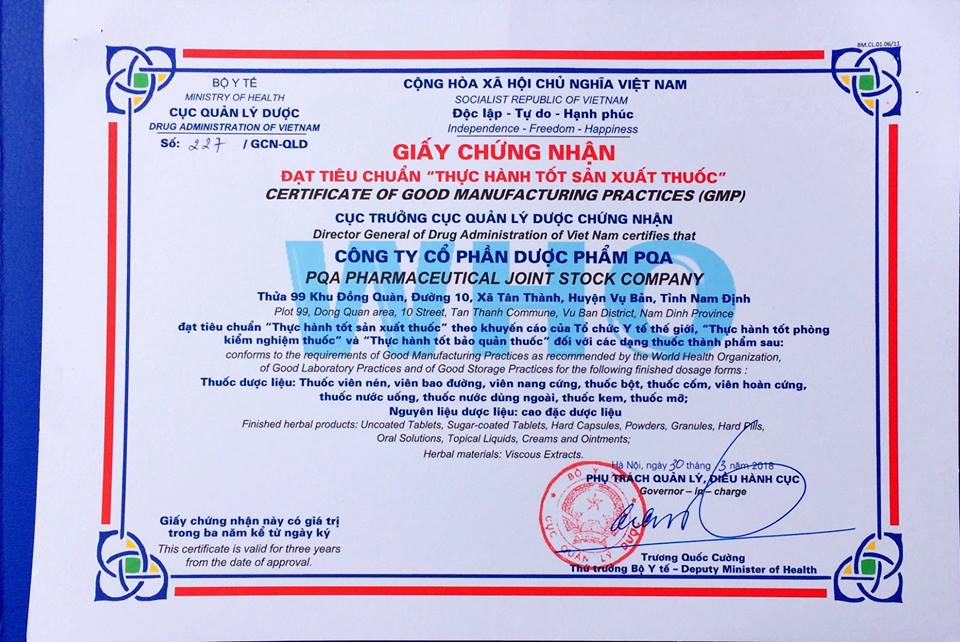 BM.CL.01.06/11
BỘ Y TẾ
MINISTRY OF HEALTH
CỤC QUẢN LÝ DƯỢC
DRUG ADMINISTRATION OF VIETNAM
Số: 227 / GCN-QLD
CỘNG HÒA XÃ HỘI CHỦ NGHĨA VIỆT NAM
SOCIALIST REPUBLIC OF VIETNAM
Độc lập - Tự do - Hạnh phúc
Independence - Freedom - Happiness
GIẤY CHỨNG NHẬN
ĐẠT TIÊU CHUẨN “THỰC HÀNH TỐT SẢN XUẤT THUỐC”
CERTIFICATE OF GOOD MANUFACTURING PRACTICES (GMP)
CỤC TRƯỞNG CỤC QUẢN LÝ DƯỢC CHỨNG NHẬN
Director General of Drug Administration of Viet Nam certifies that
WHO
CÔNG TY CỔ PHẦN DƯỢC PHẨM PQA
PQA PHARMACEUTICAL JOINT STOCK COMPANY
Thửa 99 Khu Đồng Quàn, Đường 10, Xã Tân Thành, Huyện Vụ Bản, Tỉnh Nam Định
Plot 99, Dong Quan area, 10 Street, Tan Thanh Commune, Vu Ban District, Nam Dinh Province
đạt tiêu chuẩn “Thực hành tốt sản xuất thuốc” theo khuyến cáo của Tổ chức Y tế thế giới, “Thực hành tốt phòng
kiểm nghiệm thuốc” và “Thực hành tốt bảo quản thuốc” đối với các dạng thuốc thành phẩm sau:
conforms to the requirements of Good Manufacturing Practices as recommended by the World Health Organization,
of Good Laboratory Practices and of Good Storage Practices for the following finished dosage forms :
Thuốc dược liệu: Thuốc viên nén, viên bao đường, viên nang cứng, thuốc bột, thuốc cốm, viên hoàn cứng,
thuốc nước uống, thuốc nước dùng ngoài, thuốc kem, thuốc mỡ;
Nguyên liệu dược liệu: cao đặc dược liệu
Finished herbal products: Uncoated Tablets, Sugar-coated Tablets, Hard Capsules, Powders, Granules, Hard Pills,
Oral Solutions, Topical Liquids, Creams and Ointments;
Herbal materials: Viscous Extracts.
Hà Nội, ngày 30 tháng 3 năm 2018
PHỤ TRÁCH QUẢN LÝ, ĐIỀU HÀNH CỤC
Governor – in – charge
BỘ Y TẾ
CỤC QUẢN LÝ DƯỢC
Giấy chứng nhận này có giá trị
trong ba năm kể từ ngày ký
This certificate is valid for three years
from the date of approval.
Trương Quốc Cường
Thứ trưởng Bộ Y tế – Deputy Minister of Health